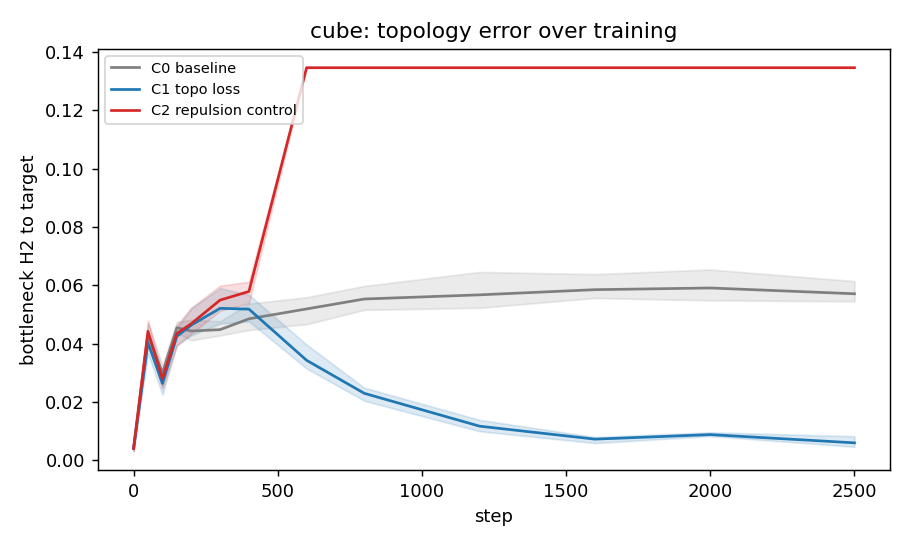 cube: topology error over training
C0 baseline
C1 topo loss
C2 repulsion control
bottleneck H2 to target
0.14
0.12
0.10
0.08
0.06
0.04
0.02
0.00
0 500 1000 1500 2000 2500
step